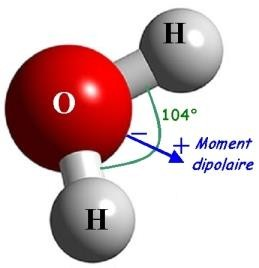 H
O
104°
− + Moment
dipolaire
H